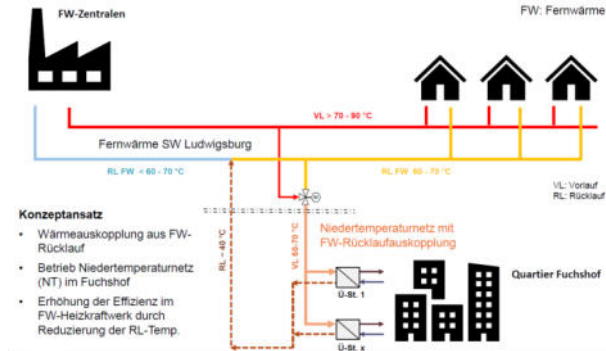 FW-Zentralen
FW: Fernwärme
VL > 70 - 90 °C
Fernwärme SW Ludwigsburg
RL FW < 60 - 70 °C
RL FW 60 - 70 °C
VL: Vorlauf
RL: Rücklauf
Konzeptansatz
• Wärmeauskopplung aus FW-
Rücklauf
• Betrieb Niedertemperaturnetz
(NT) im Fuchshof
• Erhöhung der Effizienz im
FW-Heizkraftwerk durch
Reduzierung der RL-Temp.
RL ~ 40 °C
VL 60-70 °C
Niedertemperaturnetz mit
FW-Rücklaufauskopplung
Ü-St. 1
Quartier Fuchshof
Ü-St. x